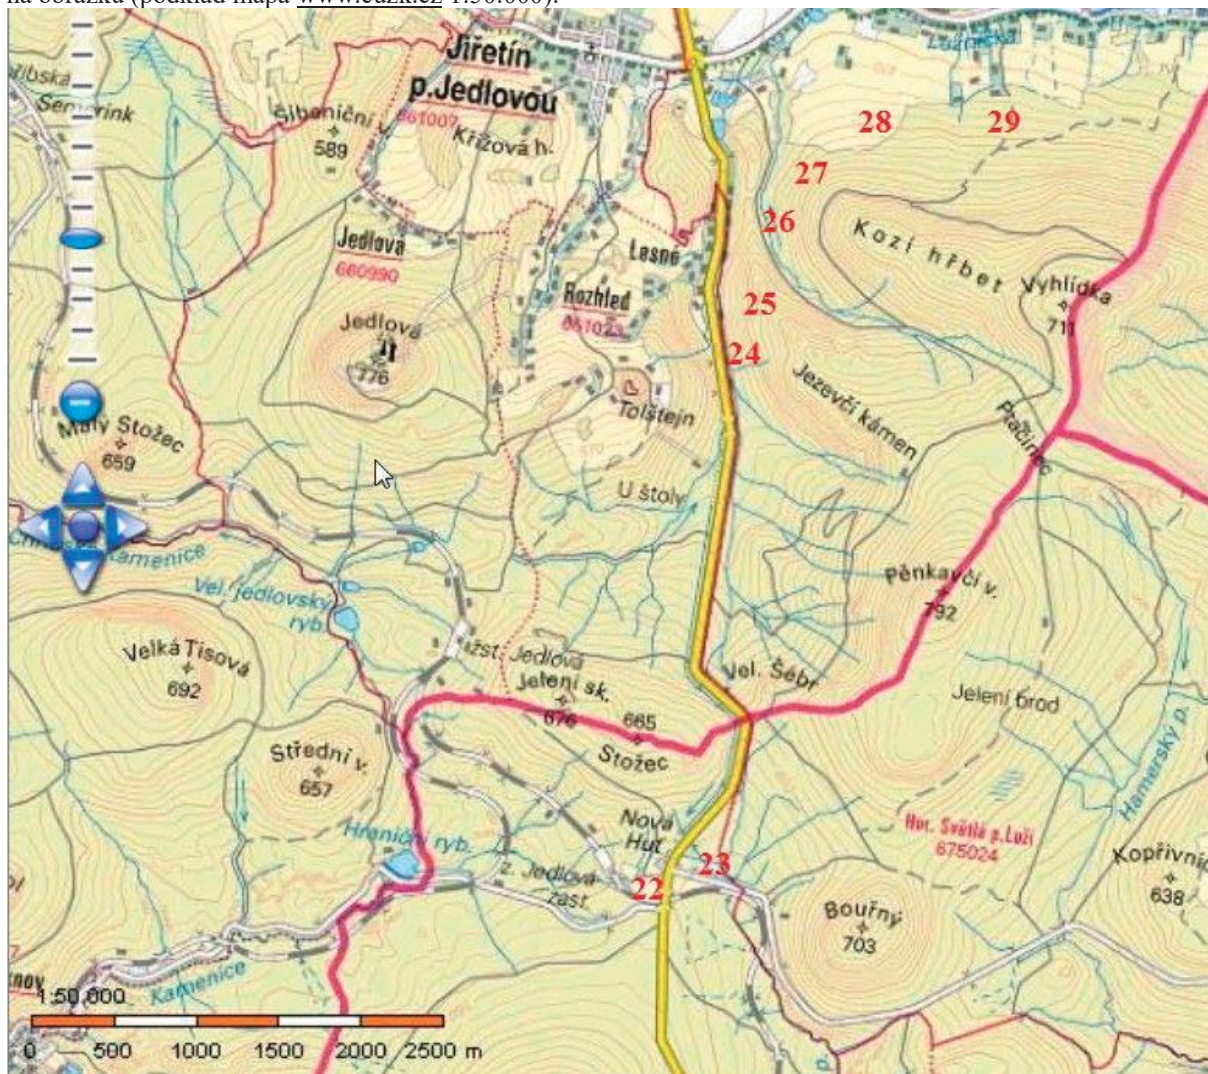 na obrázku (podklad mapa www.cuzk.cz 1:50.000).
Jiřetín
p.Jedlovou
661007
Lužnička
Šibeniční v.
589
Křížová h.
28
29
27
26
Kozí hřbet
Vyhlídka
711
Jedlová
660990
Lesné
Rozhled
661023
25
24
Jedlová
776
Tolštejn
Jezevčí kámen
Ptačinec
Malý Stožec
659
U štoly
Kamenice
Vel. jedlovský
ryb.
Pěnkavčí v.
792
Velká Tisová
692
žst. Jedlová
Jelení sk.
676
665
Stožec
Vel. Šébr
Jelení brod
Hamerský p.
Střední v.
657
Nová
Huť
Hraniční ryb.
Hor. Světlá p.Luží
675024
z. Jedlová
zast.
22
23
Bouřný
703
638
Kamenice
1:50,000
0 500 1000 1500 2000 2500 m